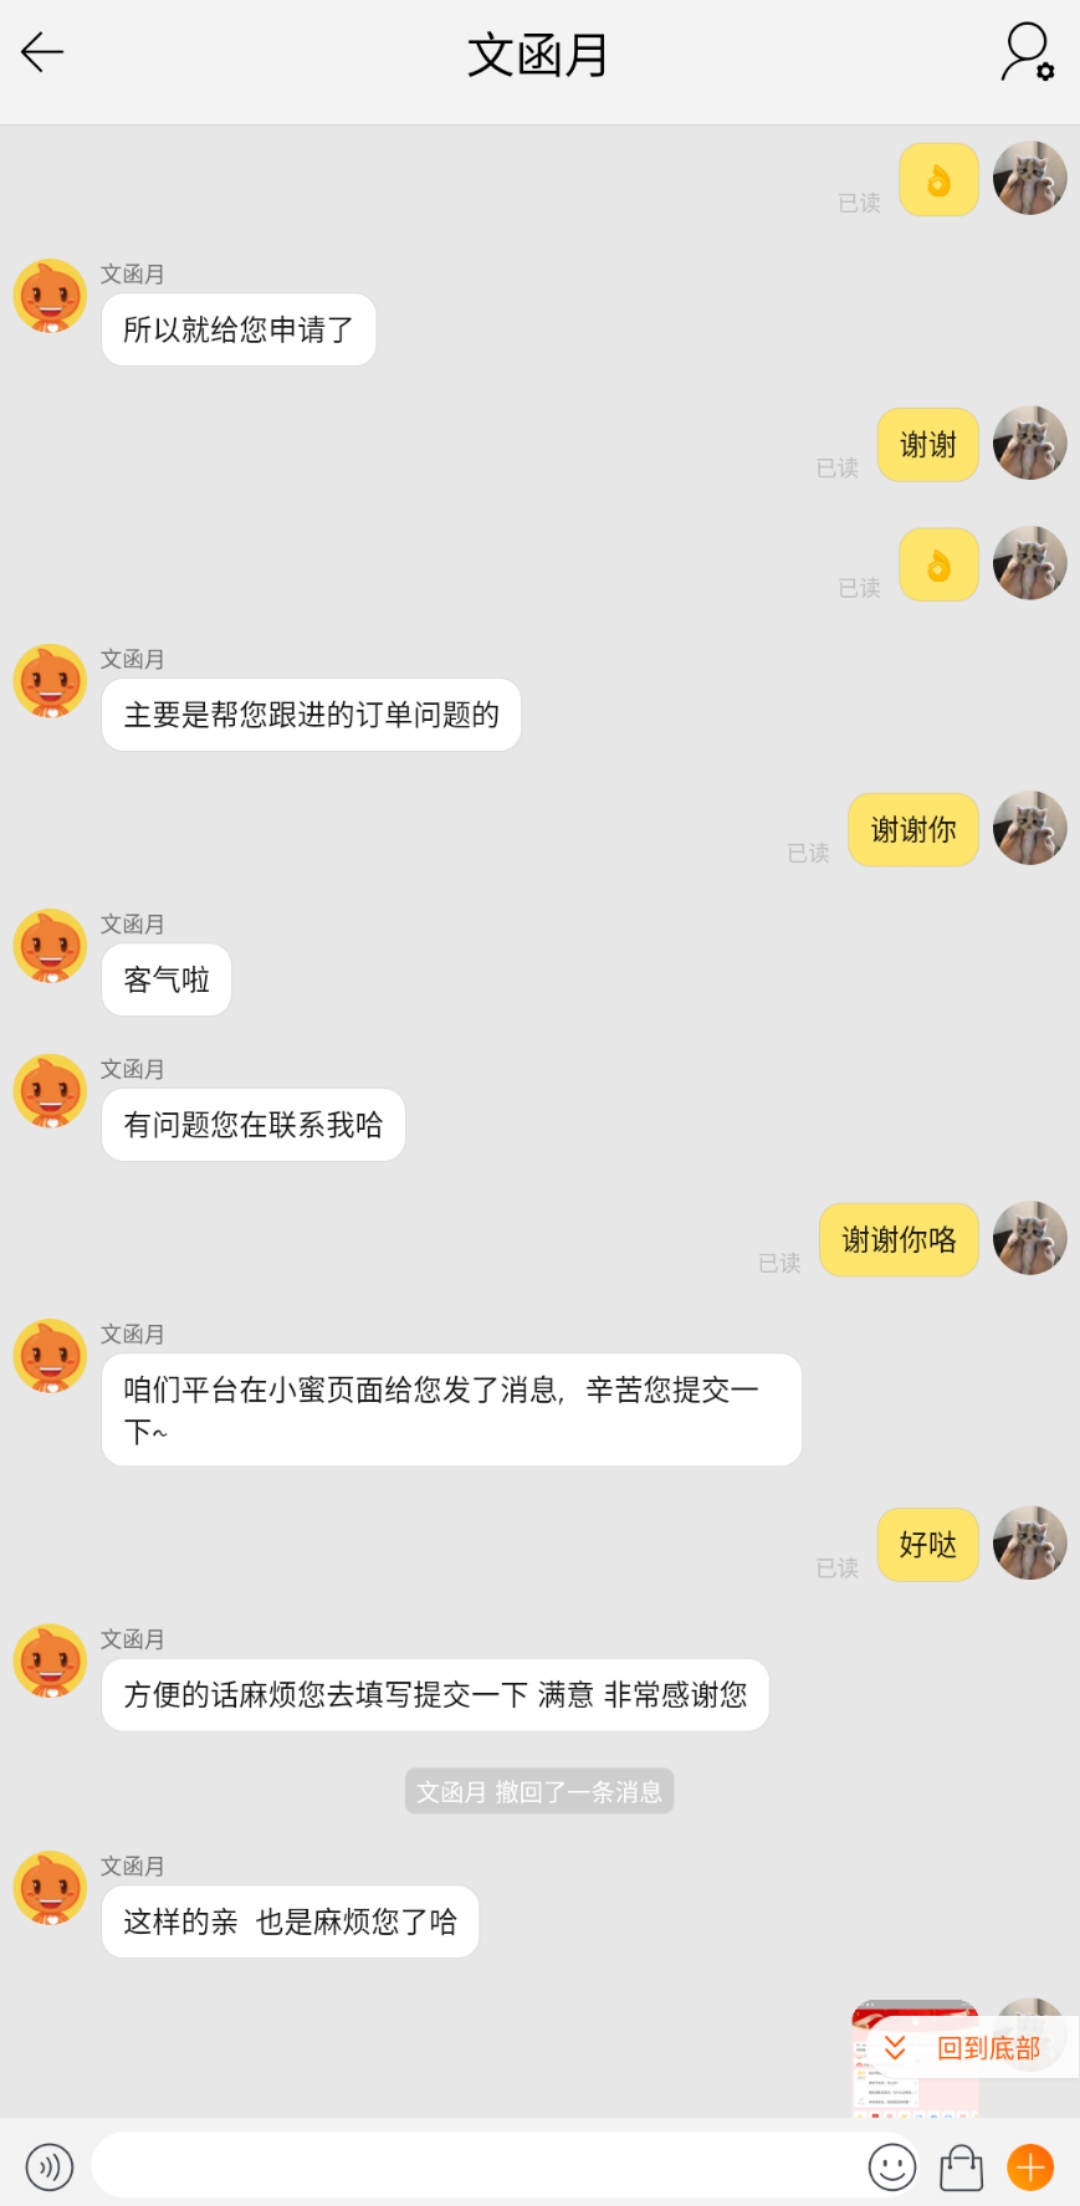 文函月
👌
已读
文函月
所以就给您申请了
谢谢
已读
👌
已读
文函月
主要是帮您跟进的订单问题的
谢谢你
已读
文函月
客气啦
文函月
有问题您在联系我哈
谢谢你咯
已读
文函月
咱们平台在小蜜页面给您发了消息，辛苦您提交一
下~
好哒
已读
文函月
方便的话麻烦您去填写提交一下 满意 非常感谢您
文函月 撤回了一条消息
文函月
这样的亲  也是麻烦您了哈
回到底部